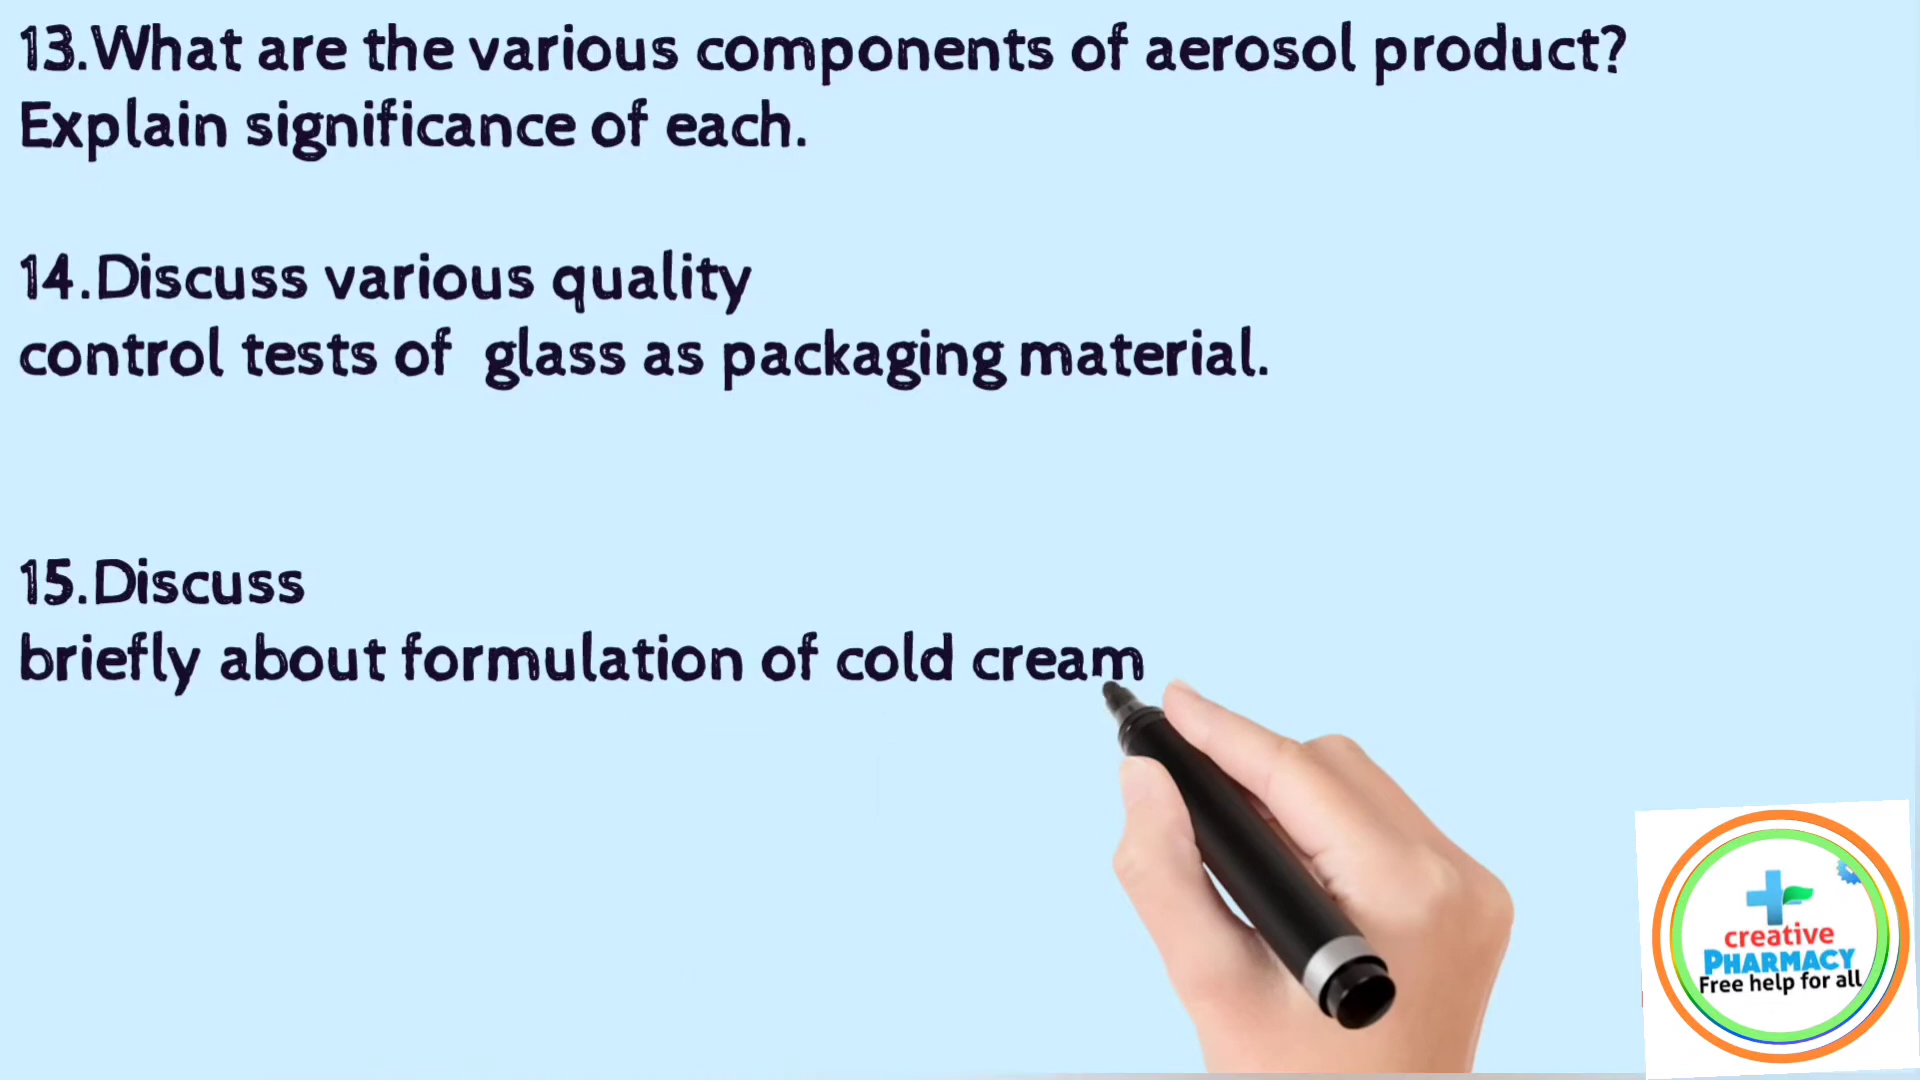 13.What are the various components of aerosol product?
Explain significance of each.
14.Discuss various quality
control tests of  glass as packaging material.
15.Discuss
briefly about formulation of cold cream
creative
PHARMACY
Free help for all